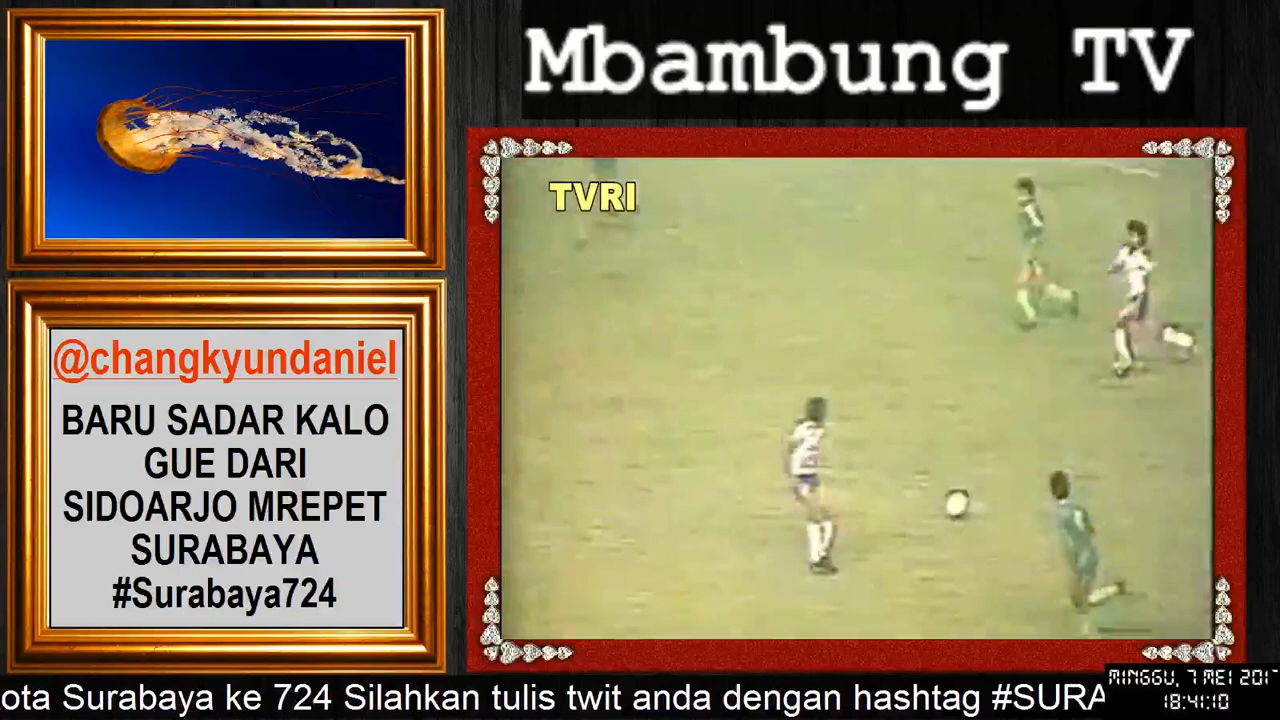 Mbambung TV
TVRI
@changkyundaniel
BARU SADAR KALO
GUE DARI
SIDOARJO MREPET
SURABAYA
#Surabaya724
ota Surabaya ke 724 Silahkan tulis twit anda dengan hashtag #SURA
MINGGU, 7 MEI 2017
18:41:10